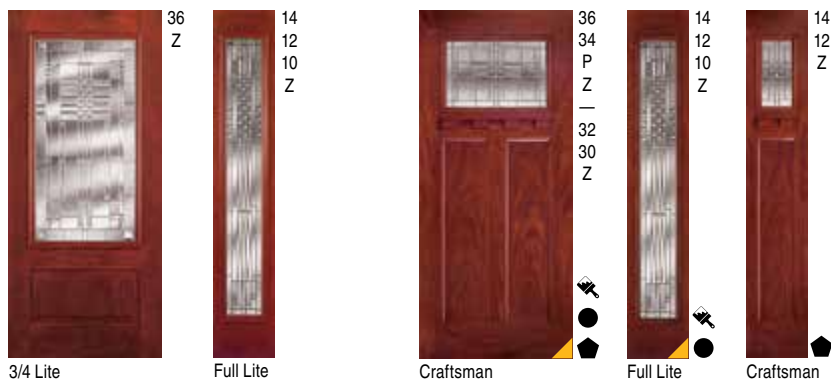 36
Z
14
12
10
Z
36
34
P
Z
—
32
30
Z
14
12
10
Z
14
12
Z
3/4 Lite
Full Lite
Craftsman
Full Lite
Craftsman